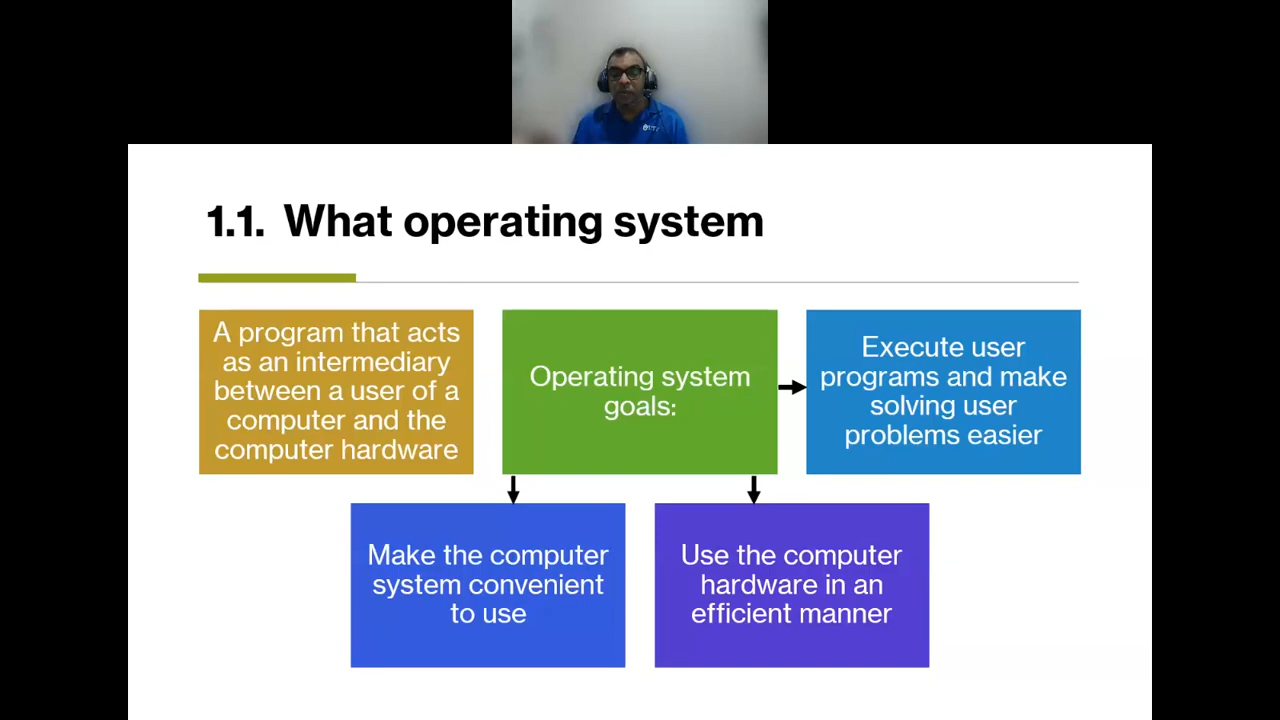 1.1. What operating system
A program that acts
as an intermediary
between a user of a
computer and the
computer hardware
Operating system
goals:
Execute user
programs and make
solving user
problems easier
Make the computer
system convenient
to use
Use the computer
hardware in an
efficient manner